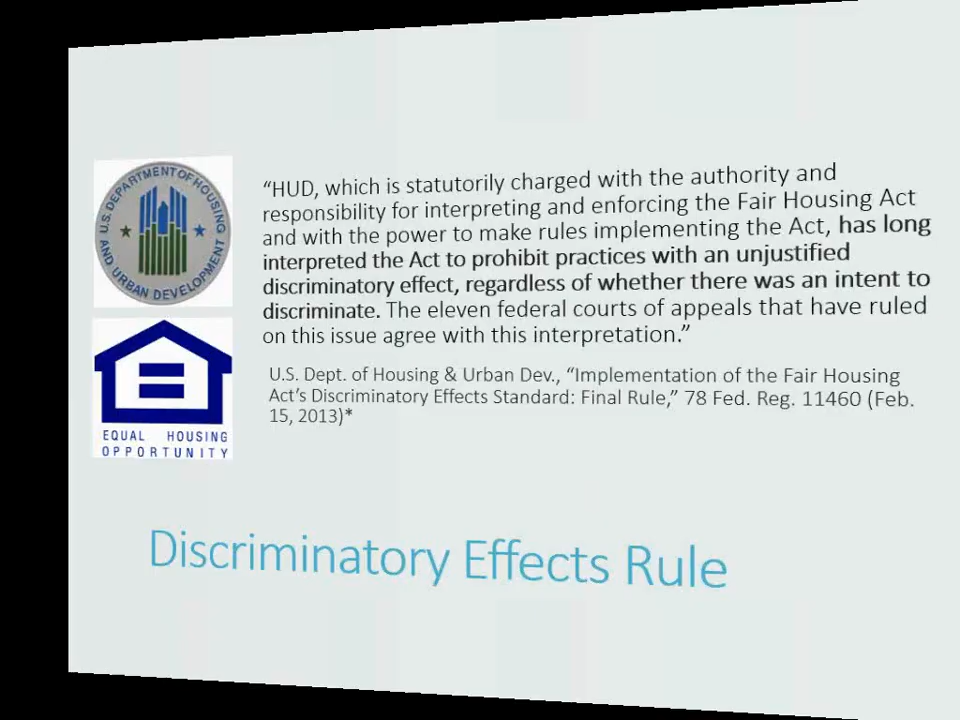 U.S. DEPARTMENT OF HOUSING
AND URBAN DEVELOPMENT
EQUAL HOUSING
OPPORTUNITY
“HUD, which is statutorily charged with the authority and
responsibility for interpreting and enforcing the Fair Housing Act
and with the power to make rules implementing the Act, has long
interpreted the Act to prohibit practices with an unjustified
discriminatory effect, regardless of whether there was an intent to
discriminate. The eleven federal courts of appeals that have ruled
on this issue agree with this interpretation.”
U.S. Dept. of Housing & Urban Dev., “Implementation of the Fair Housing
Act’s Discriminatory Effects Standard: Final Rule,” 78 Fed. Reg. 11460 (Feb.
15, 2013)*
Discriminatory Effects Rule